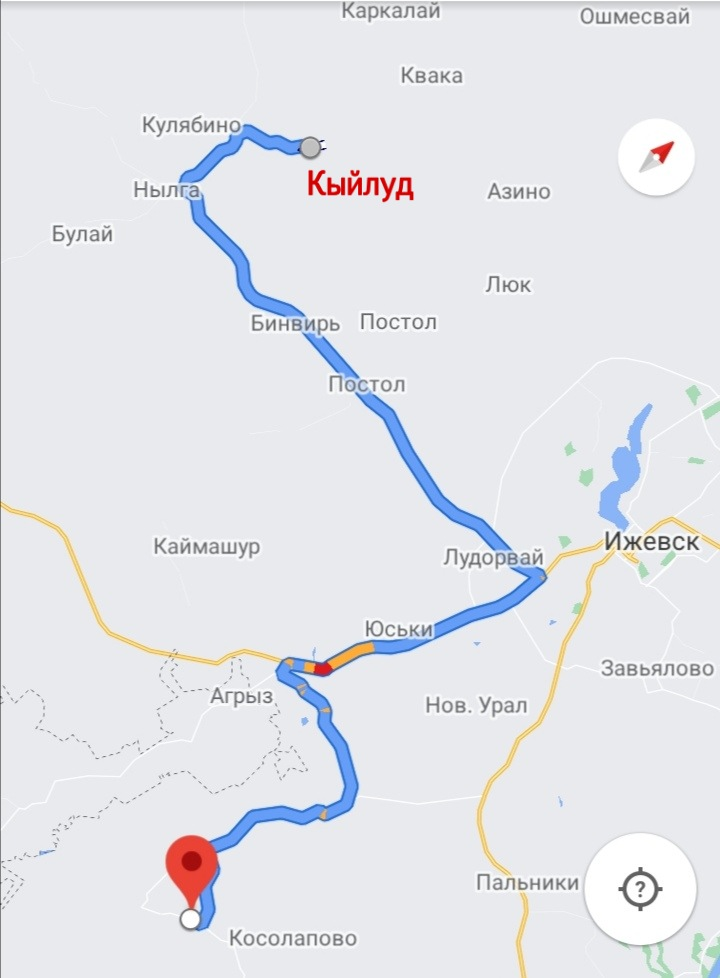 Каркалай
Ошмесвай
Квака
Кулябино
Кыйлуд
Нылга
Азино
Булай
Люк
Бинвирь
Постол
Постол
Ижевск
Каймашур
Лудорвай
Юськи
Завьялово
Агрыз
Нов. Урал
Пальники
?
Косолапово